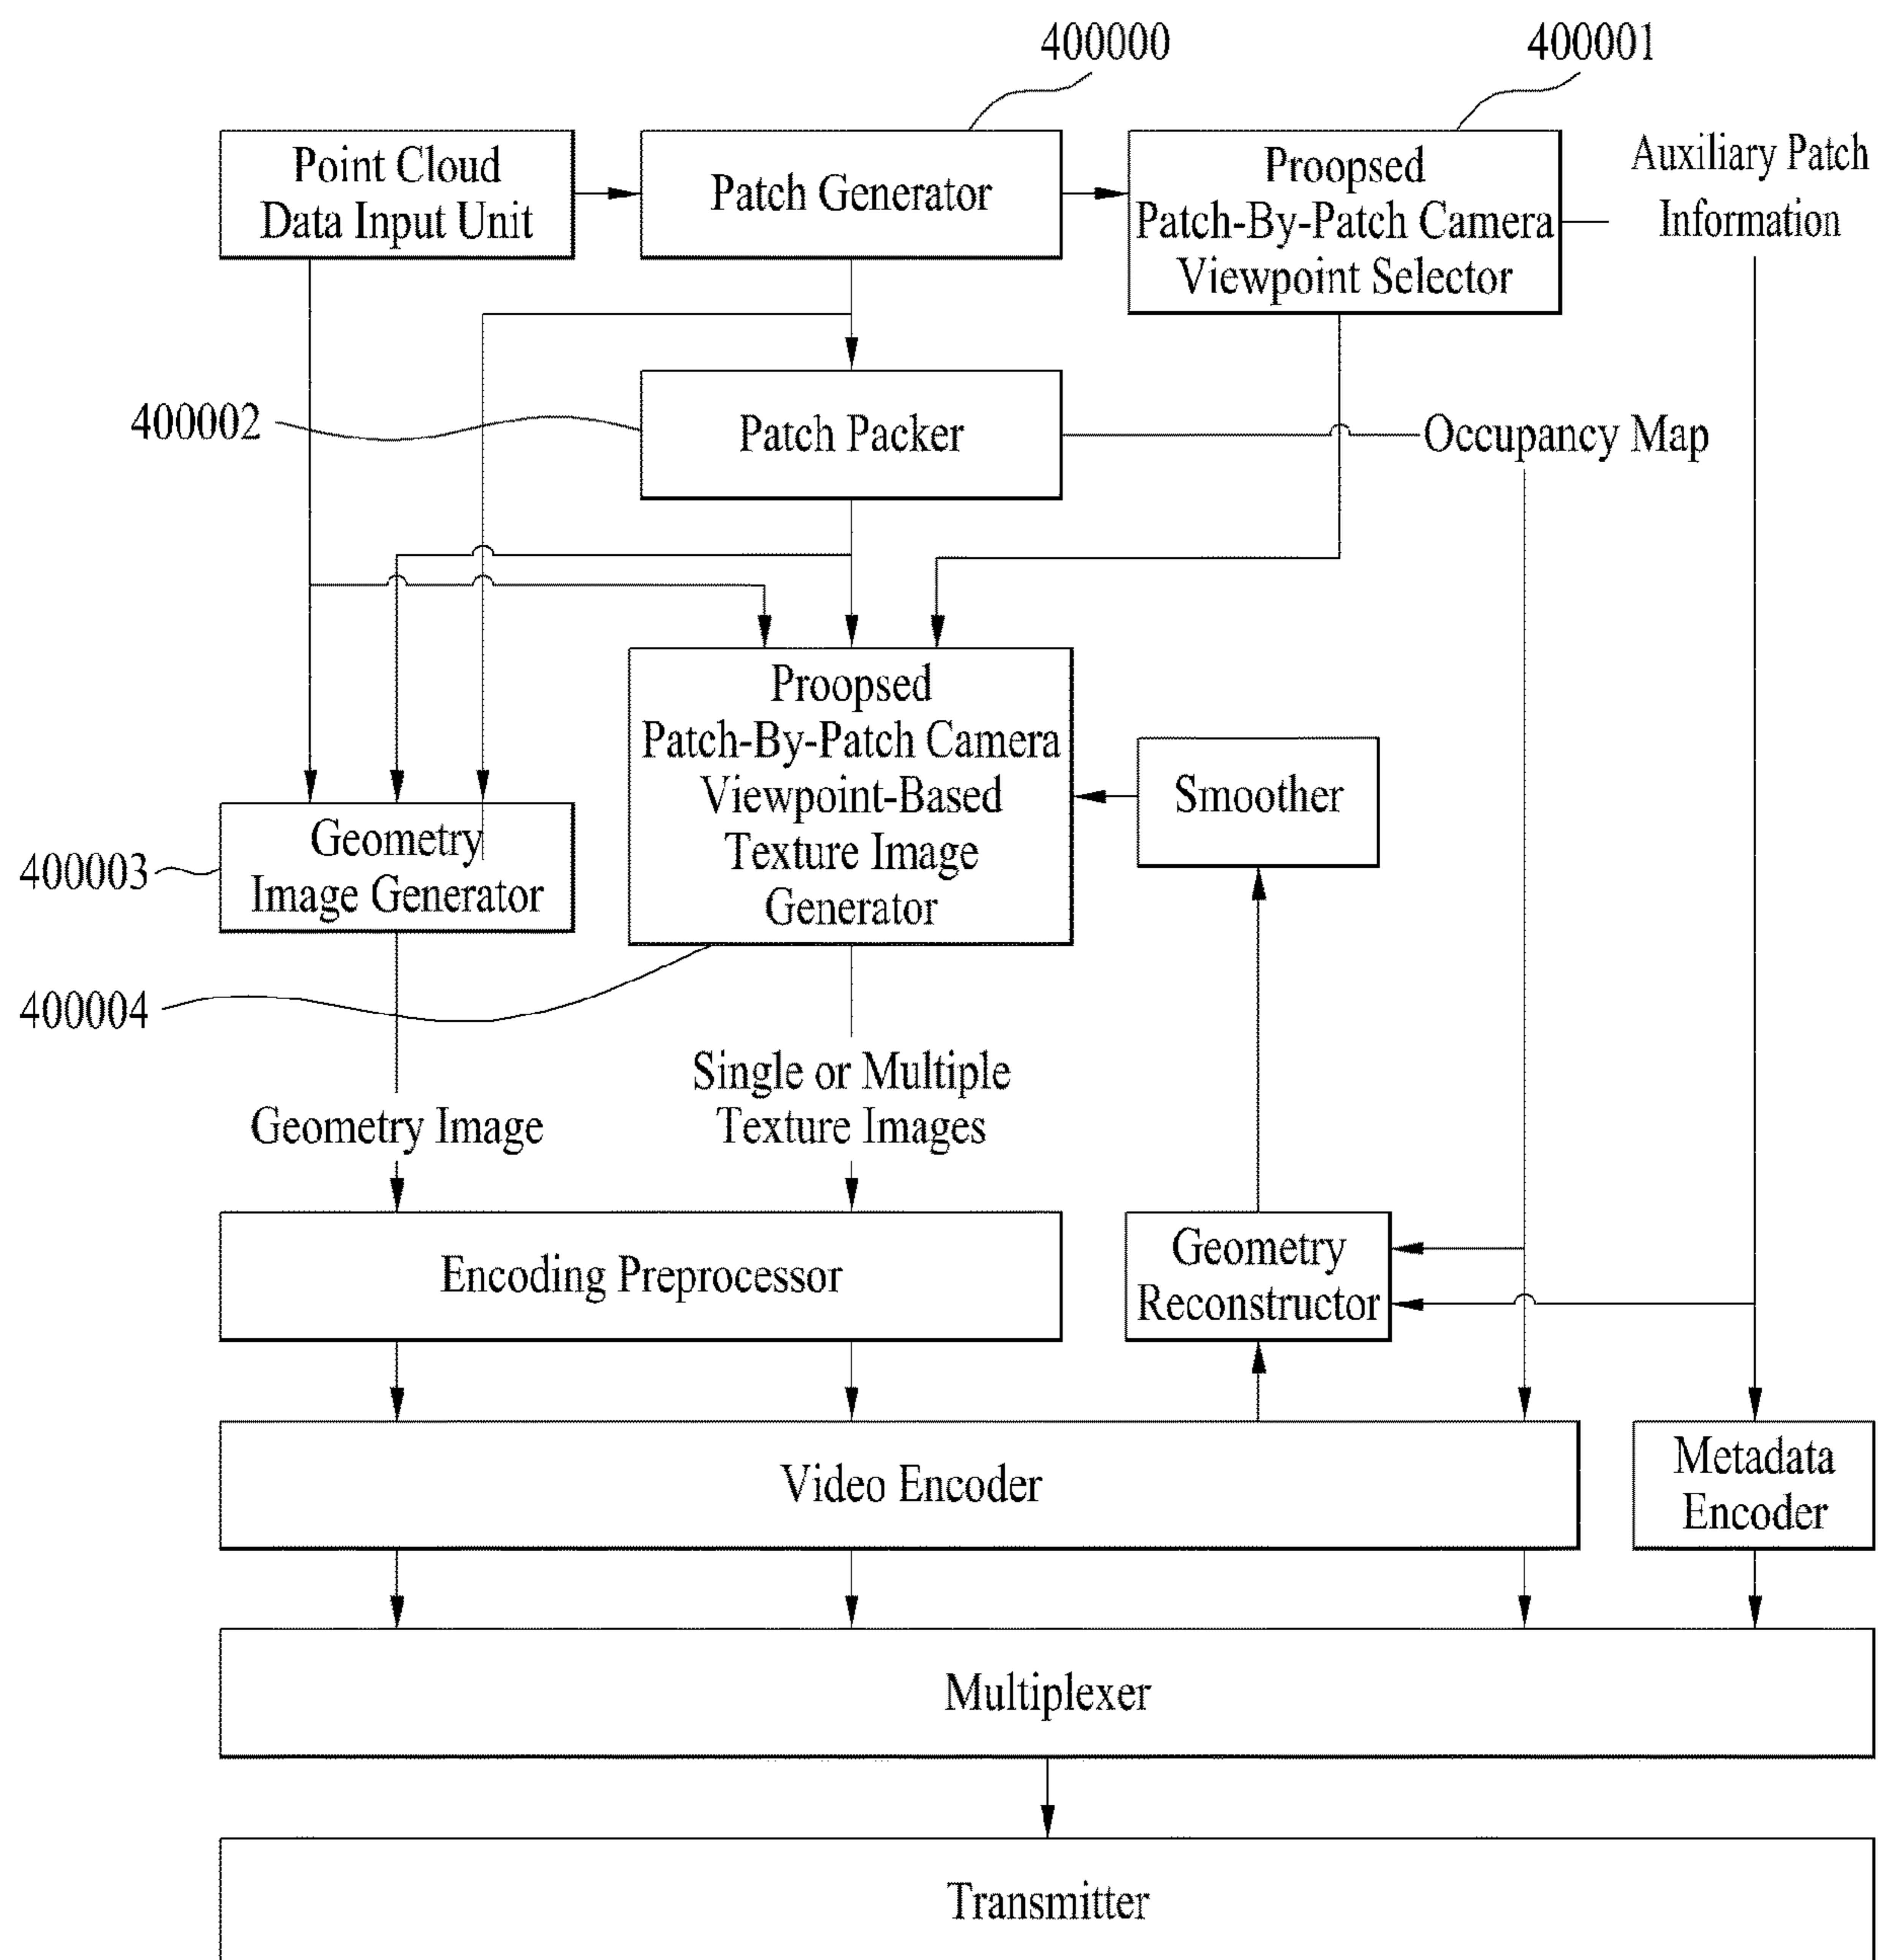 400000
400001
Point Cloud
Data Input Unit
Patch Generator
Proopsed
Patch-By-Patch Camera
Viewpoint Selector
Auxiliary Patch
Information
400002
Patch Packer
Occupancy Map
Proopsed
Patch-By-Patch Camera
Viewpoint-Based
Texture Image
Generator
Smoother
400003
Geometry
Image Generator
400004
Geometry Image
Single or Multiple
Texture Images
Encoding Preprocessor
Geometry
Reconstructor
Video Encoder
Metadata
Encoder
Multiplexer
Transmitter